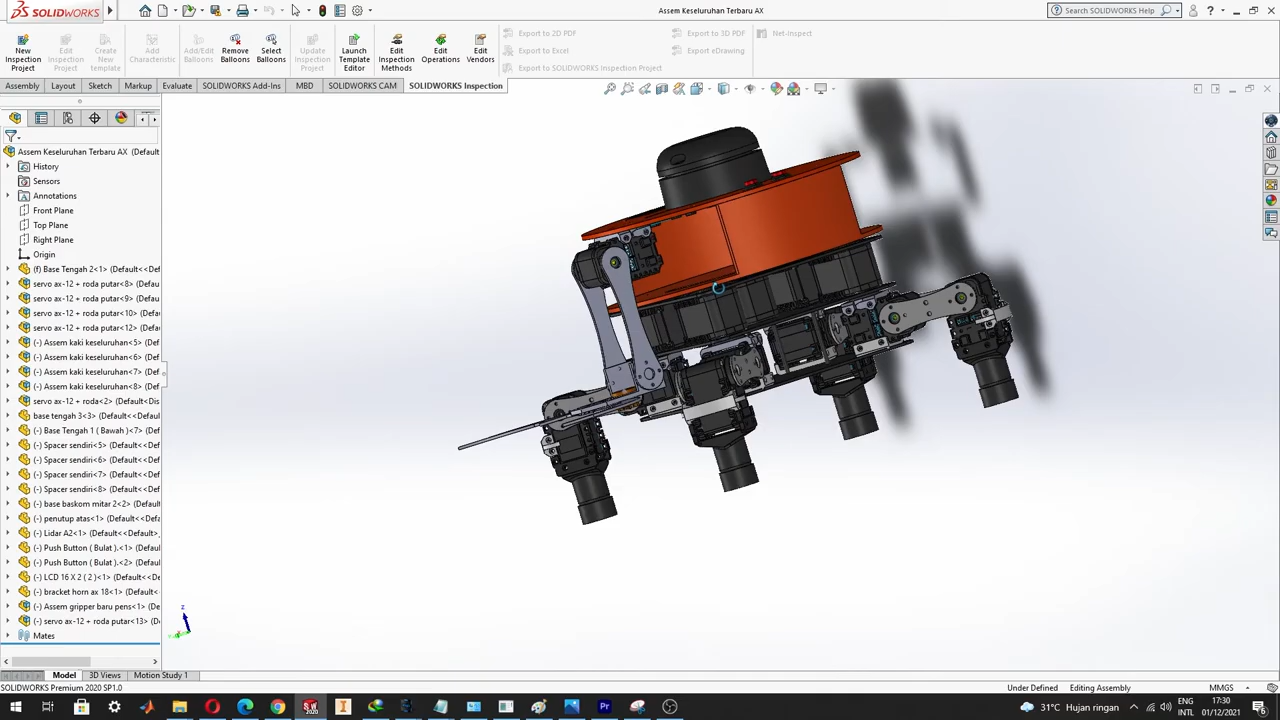 SOLIDWORKS
Assem Keseluruhan Terbaru AX
Search SOLIDWORKS Help
New Inspection Project
Edit Inspection Project
Create New template
Add Characteristic
Add/Edit Balloons
Remove Balloons
Select Balloons
Update Inspection Project
Launch Template Editor
Edit Inspection Methods
Edit Operations
Edit Vendors
Export to 2D PDF
Export to Excel
Export to SOLIDWORKS Inspection Project
Export to 3D PDF
Export eDrawing
Net-Inspect
Assembly
Layout
Sketch
Markup
Evaluate
SOLIDWORKS Add-Ins
MBD
SOLIDWORKS CAM
SOLIDWORKS Inspection
Assem Keseluruhan Terbaru AX (Default
History
Sensors
Annotations
Front Plane
Top Plane
Right Plane
Origin
(f) Base Tengah 2<1> (Default<<Def
servo ax-12 + roda putar<8> (Default
servo ax-12 + roda putar<9> (Default
servo ax-12 + roda putar<10> (Default
servo ax-12 + roda putar<12> (Default
(-) Assem kaki keseluruhan<5> (Def
(-) Assem kaki keseluruhan<6> (Def
(-) Assem kaki keseluruhan<7> (Def
(-) Assem kaki keseluruhan<8> (Def
servo ax-12 + roda<2> (Default<Dis
base tengah 3<3> (Default<<Default
(-) Base Tengah 1 ( Bawah )<7> (Def
(-) Spacer sendiri<5> (Default<<Def
(-) Spacer sendiri<6> (Default<<Def
(-) Spacer sendiri<7> (Default<<Def
(-) Spacer sendiri<8> (Default<<Def
(-) base baskom mitar 2<2> (Default
(-) penutup atas<1> (Default<<Defa
(-) Lidar A2<1> (Default<<Default>_
(-) Push Button ( Bulat ).<1> (Default
(-) Push Button ( Bulat ).<2> (Default
(-) LCD 16 X 2 ( 2 )<1> (Default<<De
(-) bracket horn ax 18<1> (Default<
(-) Assem gripper baru pens<1> (De
(-) servo ax-12 + roda putar<13> (De
Mates
z
Model
3D Views
Motion Study 1
SOLIDWORKS Premium 2020 SP1.0
Under Defined
Editing Assembly
MMGS
31°C Hujan ringan
ENG
INTL
17:30
01/12/2021